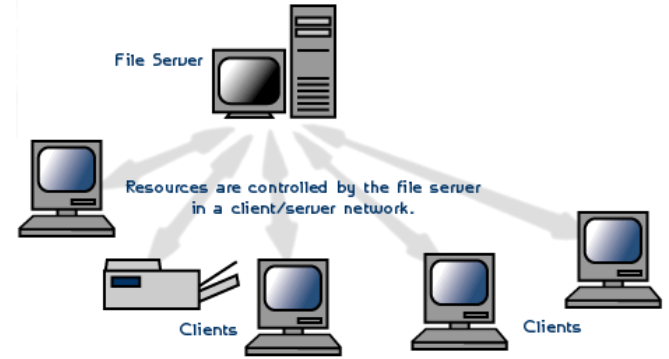 File Server
Resources are controlled by the file server
in a client/server network.
Clients
Clients